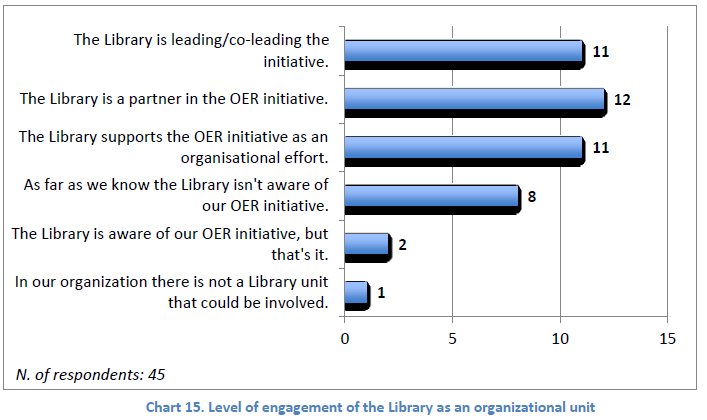 The Library is leading/co-leading the
initiative.
11
The Library is a partner in the OER initiative.
12
The Library supports the OER initiative as an
organisational effort.
11
As far as we know the Library isn't aware of
our OER initiative.
8
The Library is aware of our OER initiative, but
that's it.
2
In our organization there is not a Library unit
that could be involved.
1
0 5 10 15
N. of respondents: 45
Chart 15. Level of engagement of the Library as an organizational unit